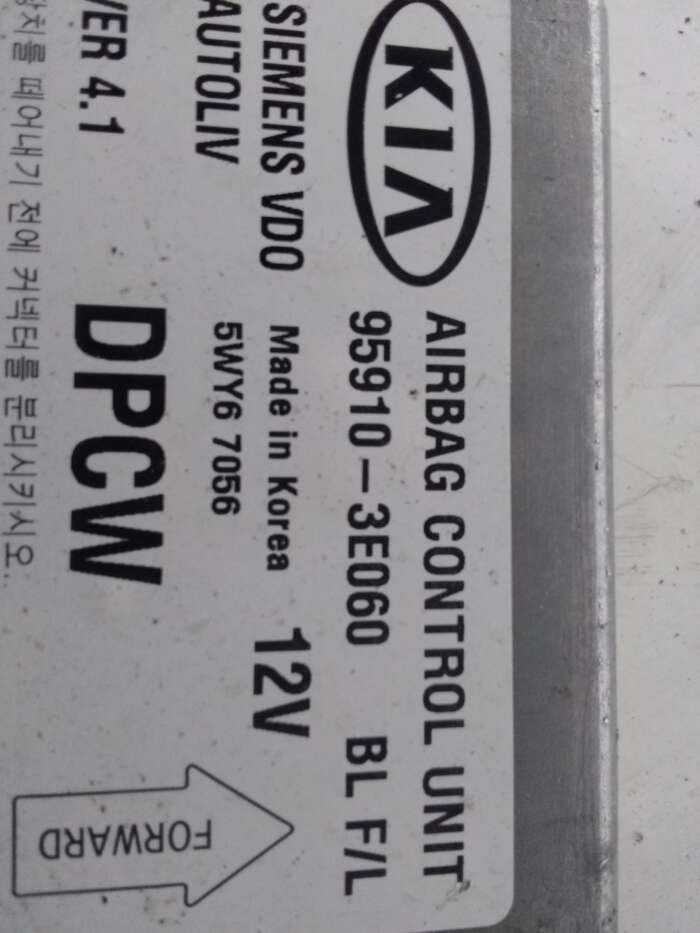 KIA
AIRBAG CONTROL UNIT
95910-3E060 BL F/L
SIEMENS VDO
AUTOLIV
Made in Korea
5WY6 7056
12V
VER 4.1
DPCW
FORWARD
장치를 떼어내기 전에 커넥터를 분리시키시오.